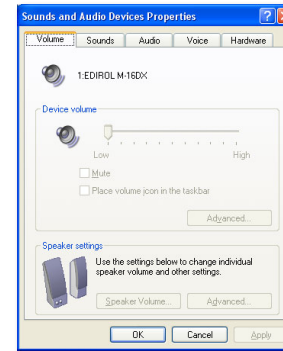 Sounds and Audio Devices Properties
Volume
Sounds
Audio
Voice
Hardware
1:EDIROL M-16DX
Device volume
Low
High
Mute
Place volume icon in the taskbar
Advanced...
Speaker settings
Use the settings below to change individual
speaker volume and other settings.
Speaker Volume...
Advanced...
OK
Cancel
Apply